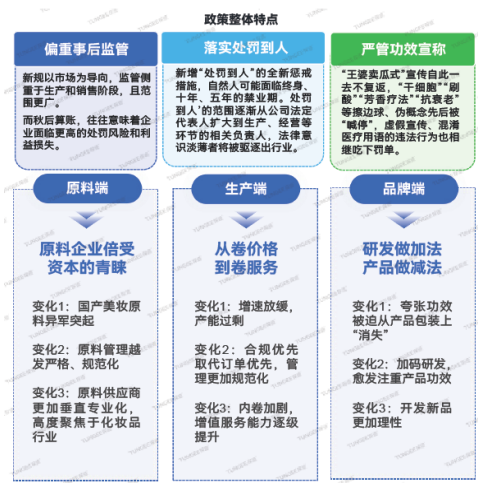 政策整体特点
偏重事后监管
新规以市场为导向，监管侧
重于生产和销售阶段，且范
围更广。
而秋后算账，往往意味着企
业面临更高的处罚风险和利
益损失。
落实处罚到人
新增“处罚到人”的全新惩戒
措施，自然人可能面临终身、
十年、五年的禁业期。处罚
到人’的范围逐渐从公司法定
代表人扩大到生产、经营等
环节的相关负责人，法律意
识淡薄者将被驱逐出行业。
严管功效宣称
“王婆卖瓜式”宣传自此一
去不复返，“干细胞”“刷
酸”“芳香疗法”“抗衰老”
等擦边球、伪概念先后被
“喊停”，虚假宣传、混淆
医疗用语的违法行为也相
继吃下罚单。
原料端
原料企业倍受
资本的青睐
变化1：国产美妆原
料异军突起
变化2：原料管理越
发严格、规范化
变化3：原料供应商
更加垂直专业化，
高度聚焦于化妆品
行业
生产端
从卷价格
到卷服务
变化1：增速放缓，
产能过剩
变化2：合规优先
取代订单优先，管
理更加规范化
变化3：内卷加剧，
增值服务能力逐级
提升
品牌端
研发做加法
产品做减法
变化1：夸张功效
被迫从产品包装上
“消失”
变化2：加码研发，
愈发注重产品功效
变化3：开发新品
更加理性